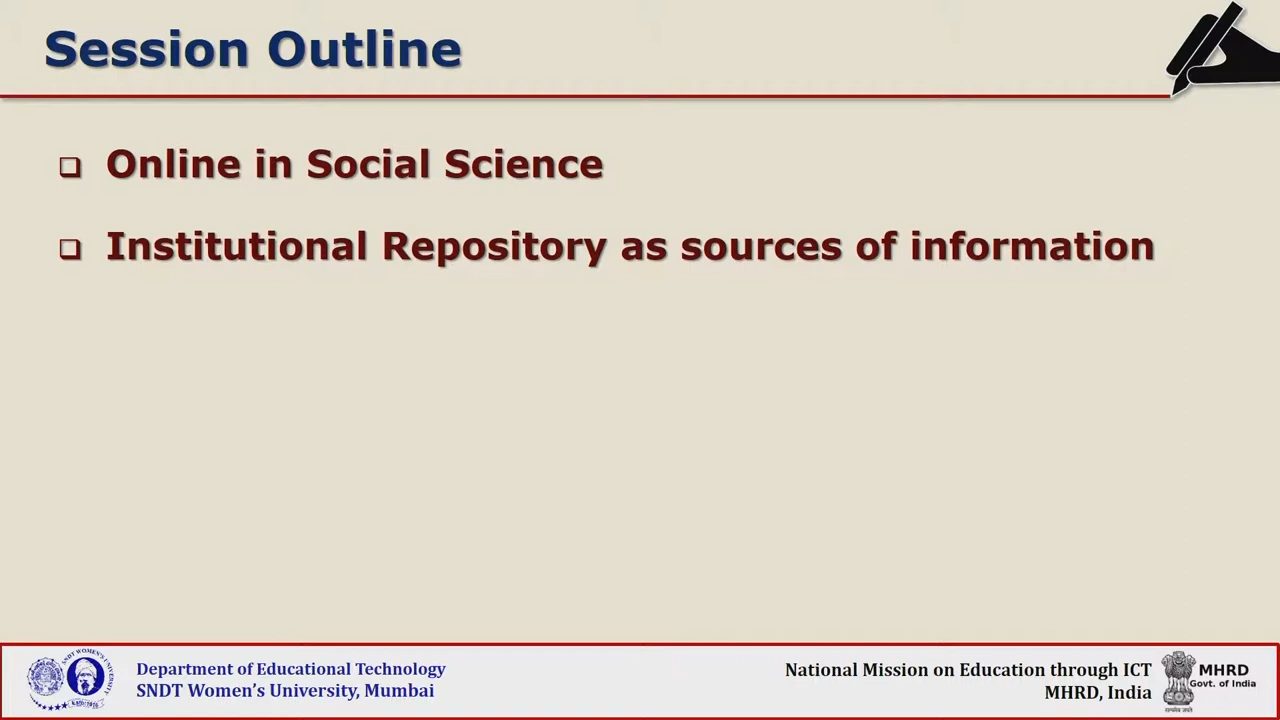 Session Outline
Online in Social Science
Institutional Repository as sources of information
Department of Educational Technology
SNDT Women's University, Mumbai
National Mission on Education through ICT
MHRD, India
MHRD
Govt. of India